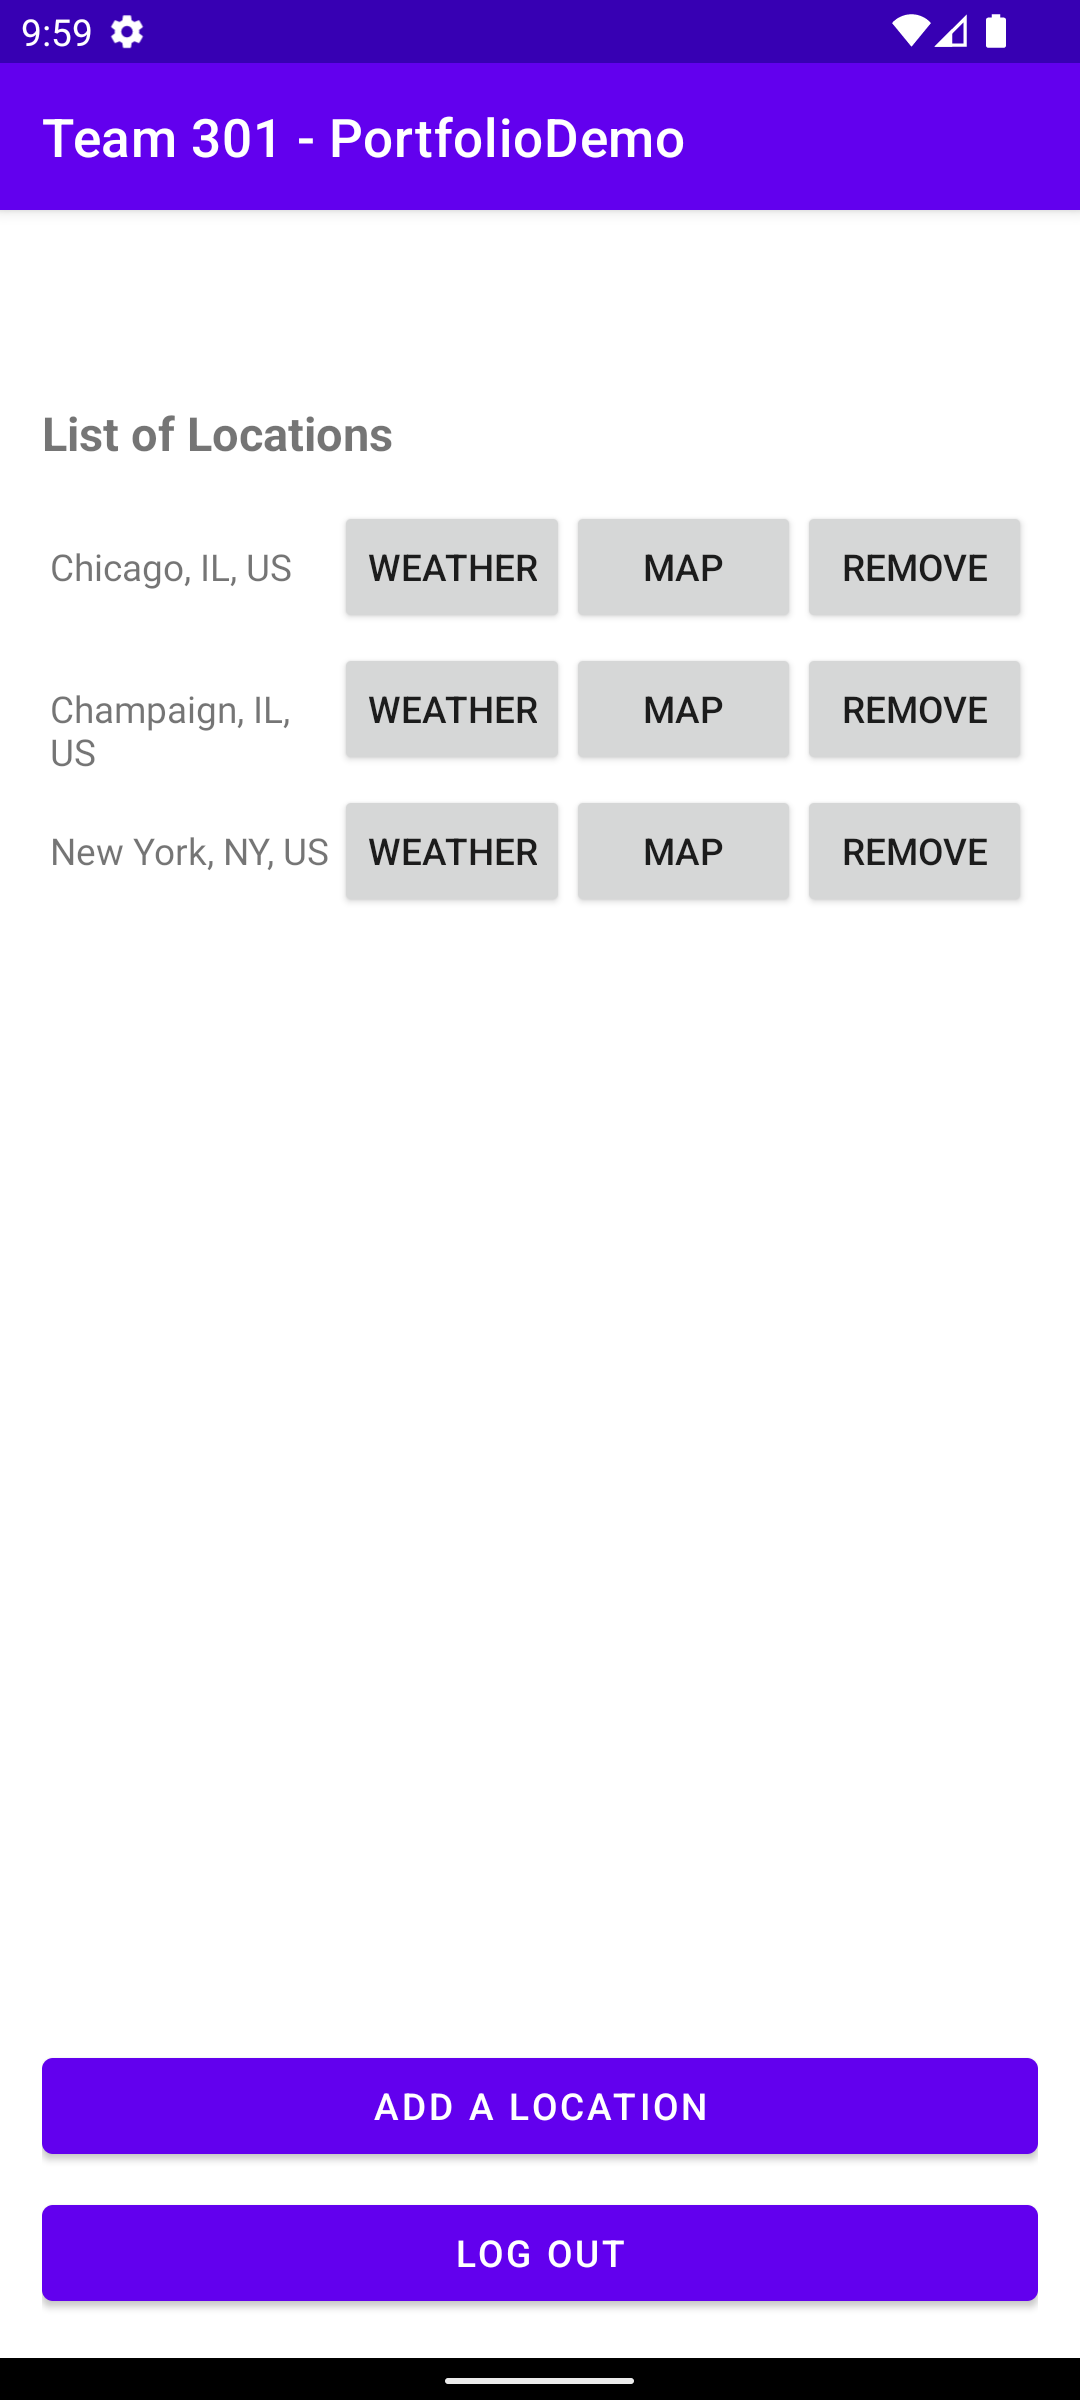 9:59
Team 301 - PortfolioDemo
List of Locations
Chicago, IL, US WEATHER MAP REMOVE
Champaign, IL, WEATHER MAP REMOVE
US
New York, NY, US WEATHER MAP REMOVE
ADD A LOCATION
LOG OUT